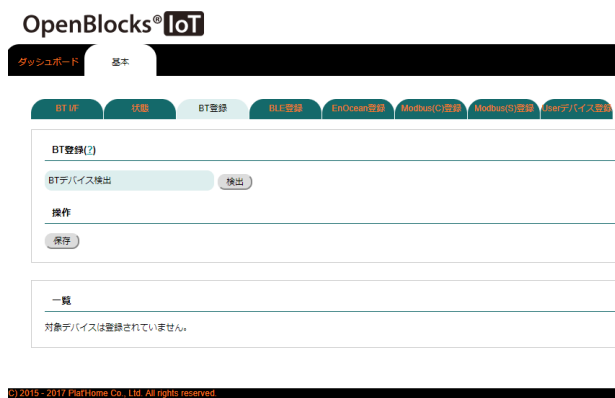 OpenBlocks® IoT
ダッシュボード 基本
BT I/F 状態 BT登録 BLE登録 EnOcean登録 Modbus(C)登録 Modbus(S)登録 Userデバイス登録
BT登録(?)
BTデバイス検出 検出
操作
保存
一覧
対象デバイスは登録されていません。
C) 2015 - 2017 Plat'Home Co., Ltd. All rights reserved.